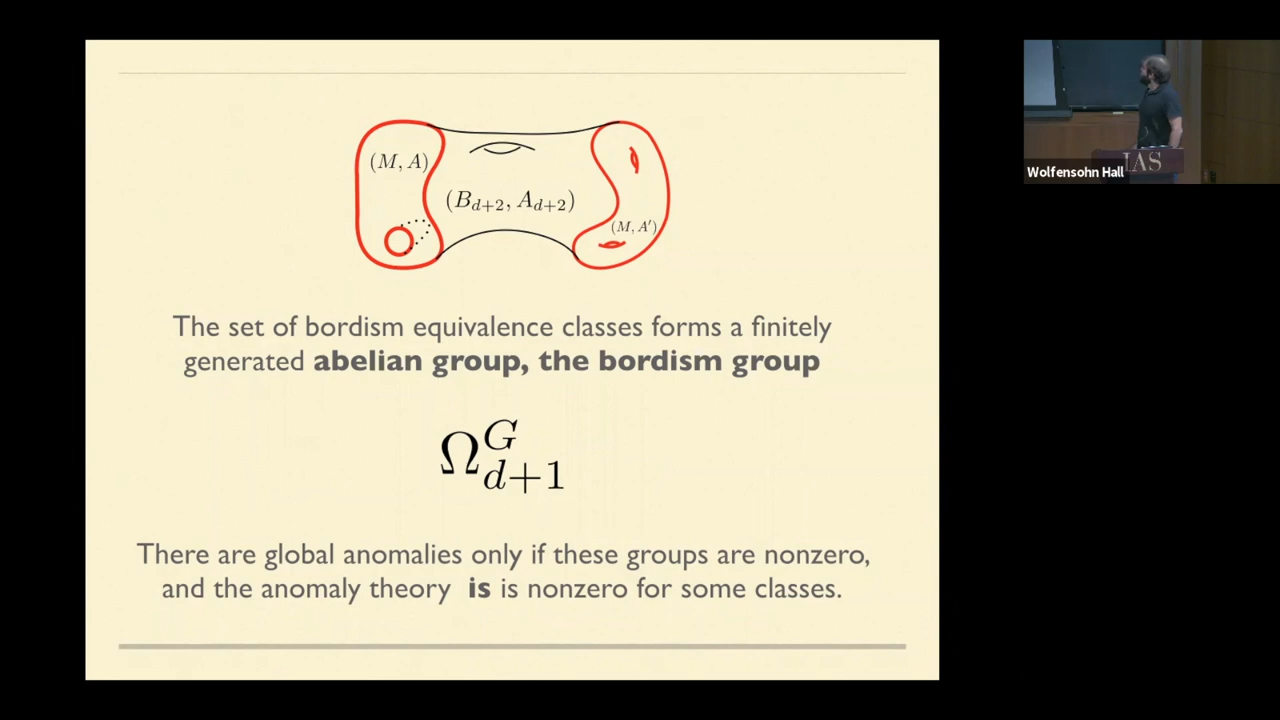 (M, A)
(B_{d+2}, A_{d+2})
(M, A′)
The set of bordism equivalence classes forms a finitely
generated abelian group, the bordism group
Ω^G_{d+1}
There are global anomalies only if these groups are nonzero,
and the anomaly theory is is nonzero for some classes.
IAS
Wolfensohn Hall